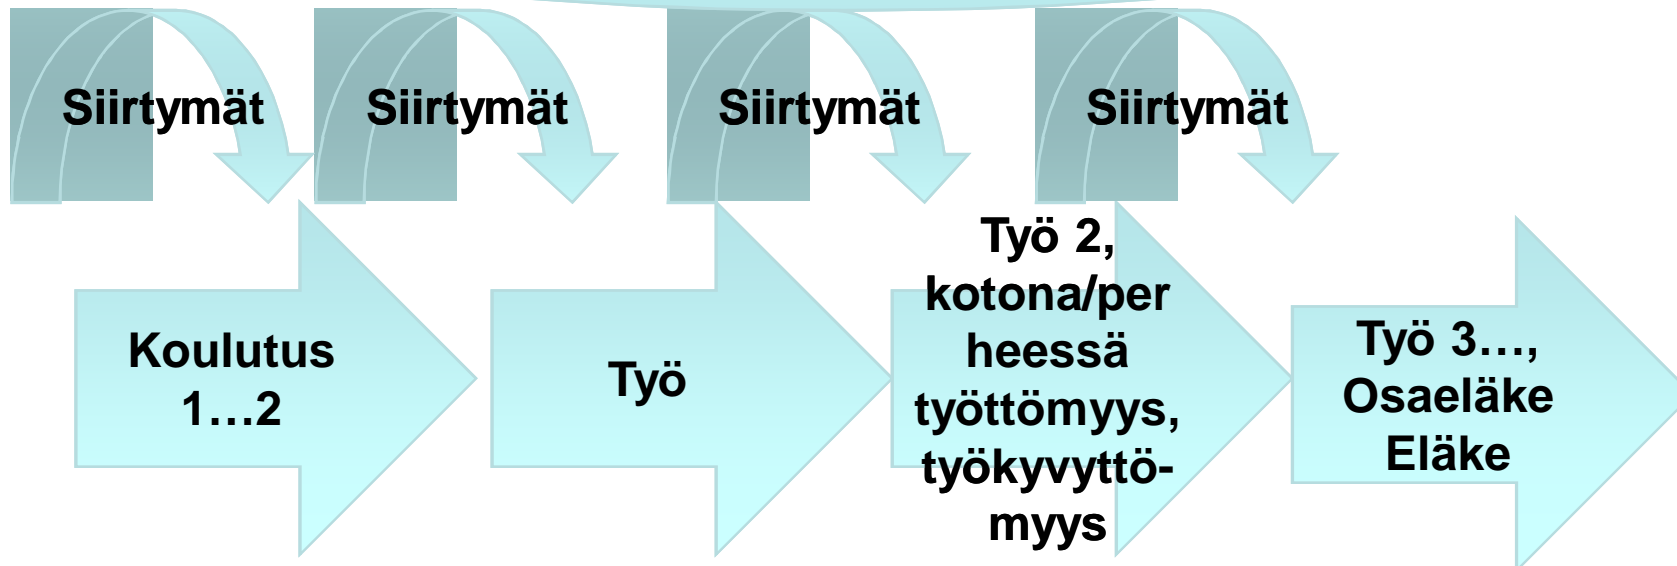 Siirtymät
Siirtymät
Siirtymät
Siirtymät
Koulutus
1…2
Työ
Työ 2,
kotona/per
heessä
työttömyys,
työkyvyttö-
myys
Työ 3…,
Osaeläke
Eläke